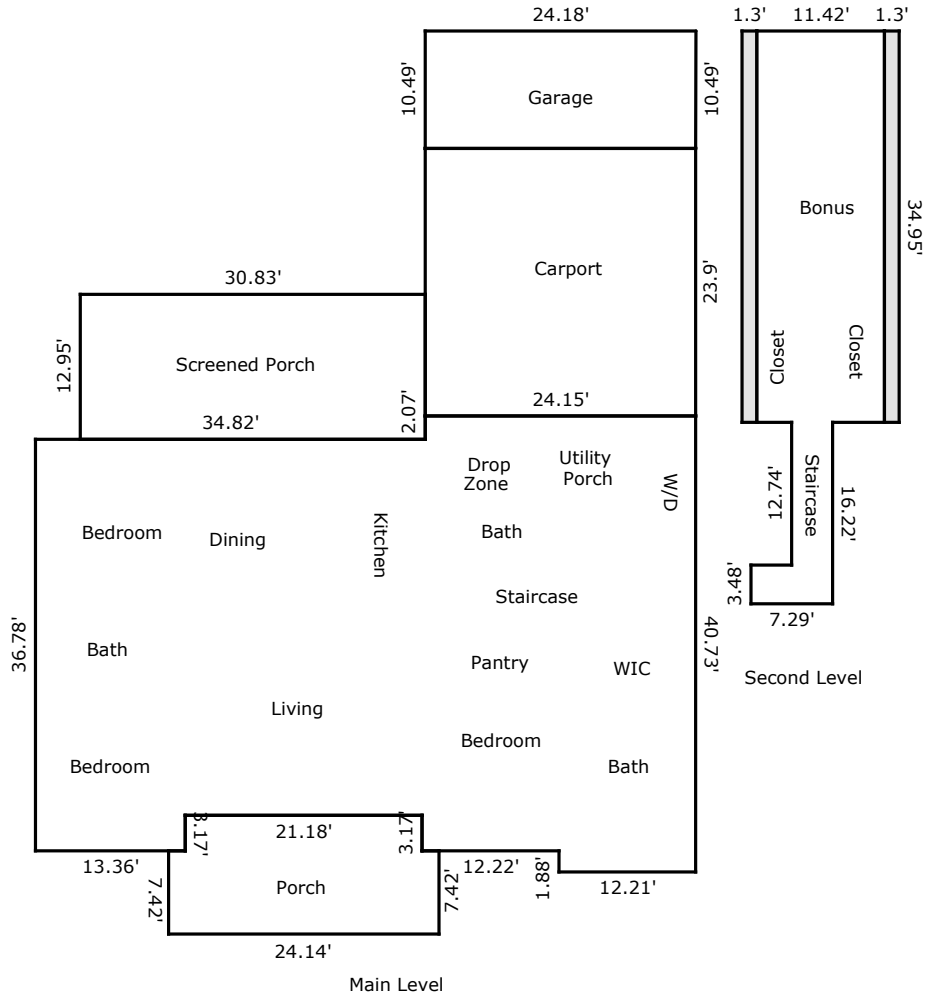 24.18'
1.3'
11.42'
1.3'
10.49'
Garage
10.49'
Bonus
34.95'
Carport
23.9'
30.83'
12.95'
Screened Porch
Closet
Closet
34.82'
2.07'
24.15'
Drop
Zone
Utility
Porch
W/D
12.74'
Staircase
16.22'
Bedroom
Dining
Kitchen
Bath
Staircase
3.48'
7.29'
36.78'
Bath
Pantry
WIC
40.73'
Second Level
Living
Bedroom
Bedroom
Bath
3.17'
21.18'
3.17'
13.36'
7.42'
Porch
7.42'
12.22'
1.88'
12.21'
24.14'
Main Level